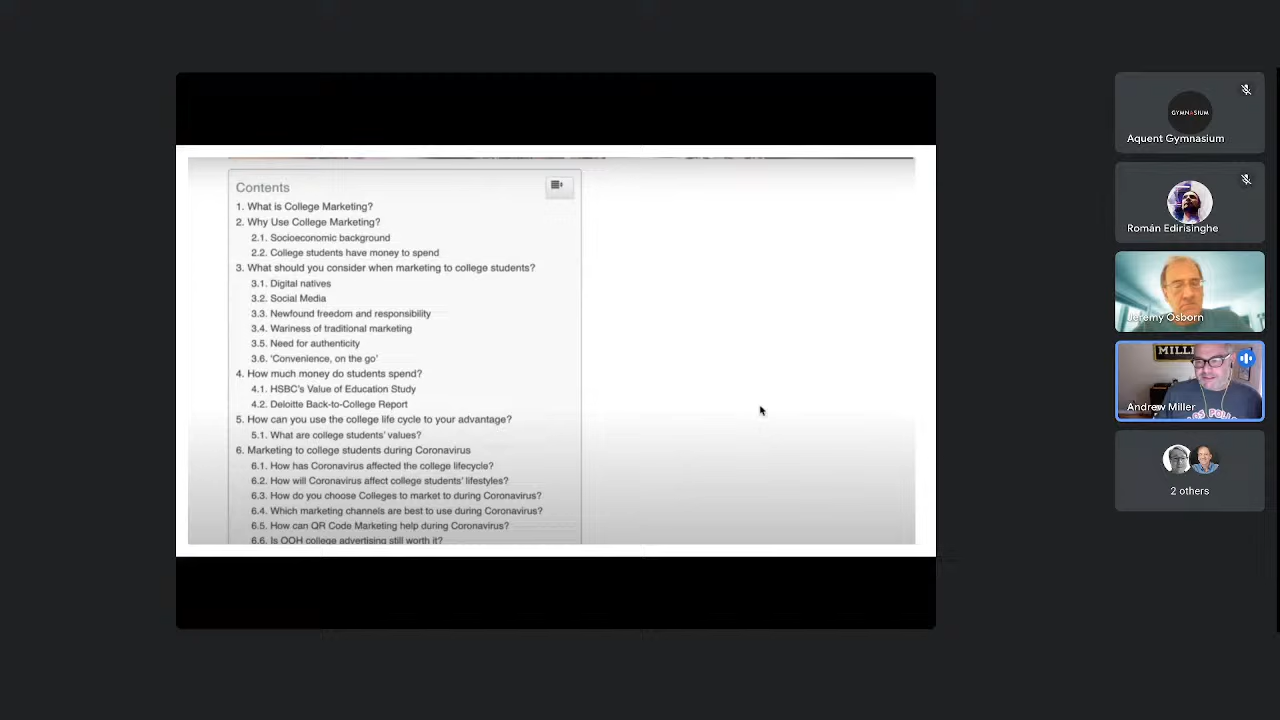 Contents
1. What is College Marketing?
2. Why Use College Marketing?
2.1. Socioeconomic background
2.2. College students have money to spend
3. What should you consider when marketing to college students?
3.1. Digital natives
3.2. Social Media
3.3. Newfound freedom and responsibility
3.4. Wariness of traditional marketing
3.5. Need for authenticity
3.6. ‘Convenience, on the go’
4. How much money do students spend?
4.1. HSBC’s Value of Education Study
4.2. Deloitte Back-to-College Report
5. How can you use the college life cycle to your advantage?
5.1. What are college students’ values?
6. Marketing to college students during Coronavirus
6.1. How has Coronavirus affected the college lifecycle?
6.2. How will Coronavirus affect college students’ lifestyles?
6.3. How do you choose Colleges to market to during Coronavirus?
6.4. Which marketing channels are best to use during Coronavirus?
6.5. How can QR Code Marketing help during Coronavirus?
6.6. Is OOH college advertising still worth it?
GYMNASIUM
Aquent Gymnasium
Román Edirisinghe
Jeremy Osborn
Andrew Miller
2 others